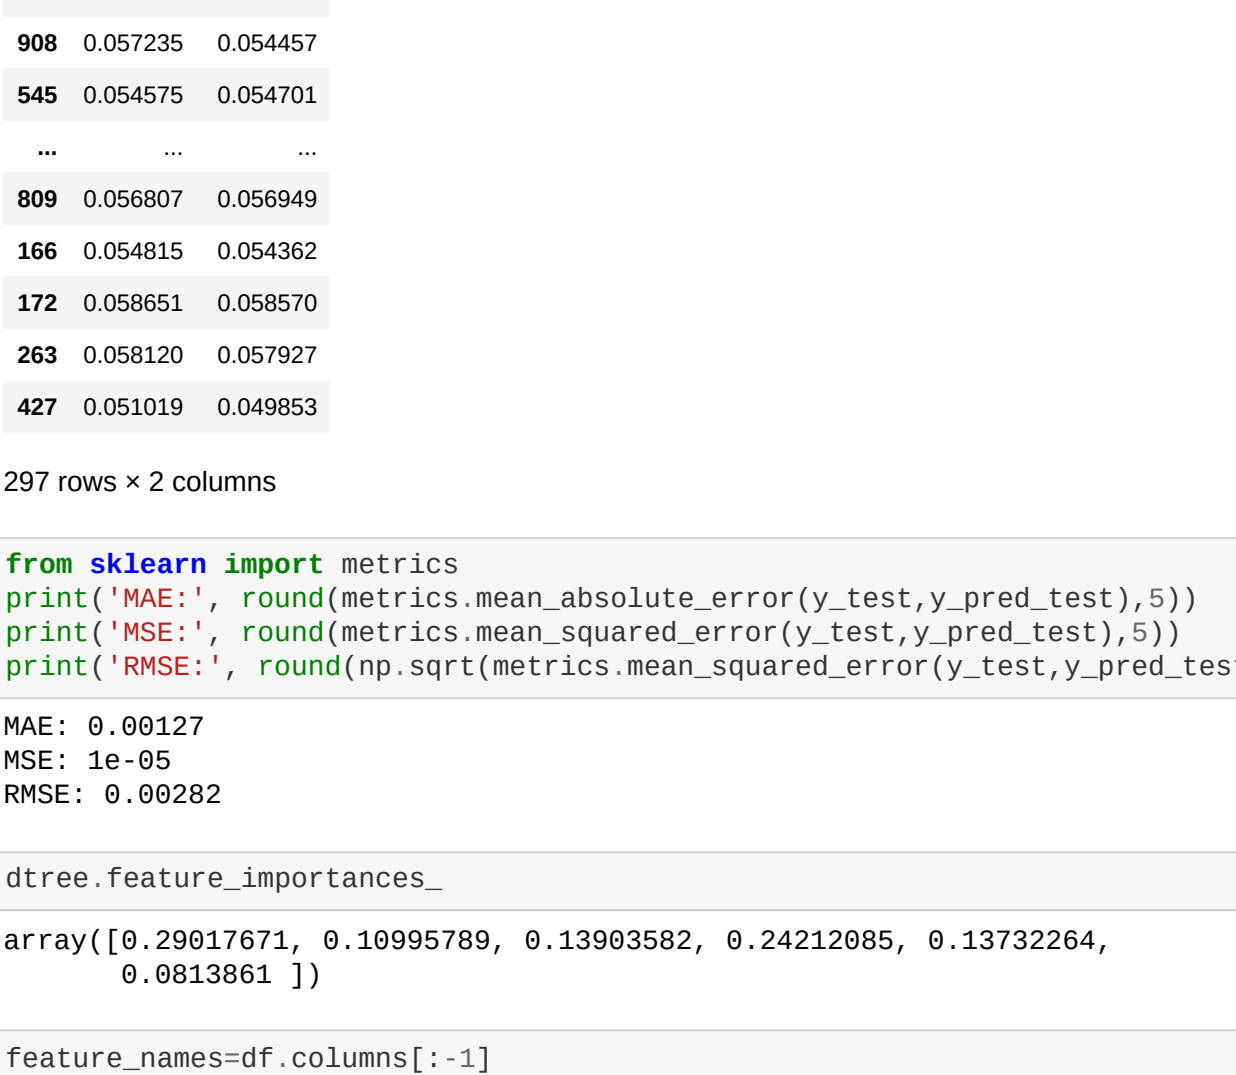 908 0.057235 0.054457
545 0.054575 0.054701
... ... ...
809 0.056807 0.056949
166 0.054815 0.054362
172 0.058651 0.058570
263 0.058120 0.057927
427 0.051019 0.049853
297 rows × 2 columns
from sklearn import metrics
print('MAE:', round(metrics.mean_absolute_error(y_test,y_pred_test),5))
print('MSE:', round(metrics.mean_squared_error(y_test,y_pred_test),5))
print('RMSE:', round(np.sqrt(metrics.mean_squared_error(y_test,y_pred_tes
MAE: 0.00127
MSE: 1e-05
RMSE: 0.00282
dtree.feature_importances_
array([0.29017671, 0.10995789, 0.13903582, 0.24212085, 0.13732264,
0.0813861 ])
feature_names=df.columns[:-1]